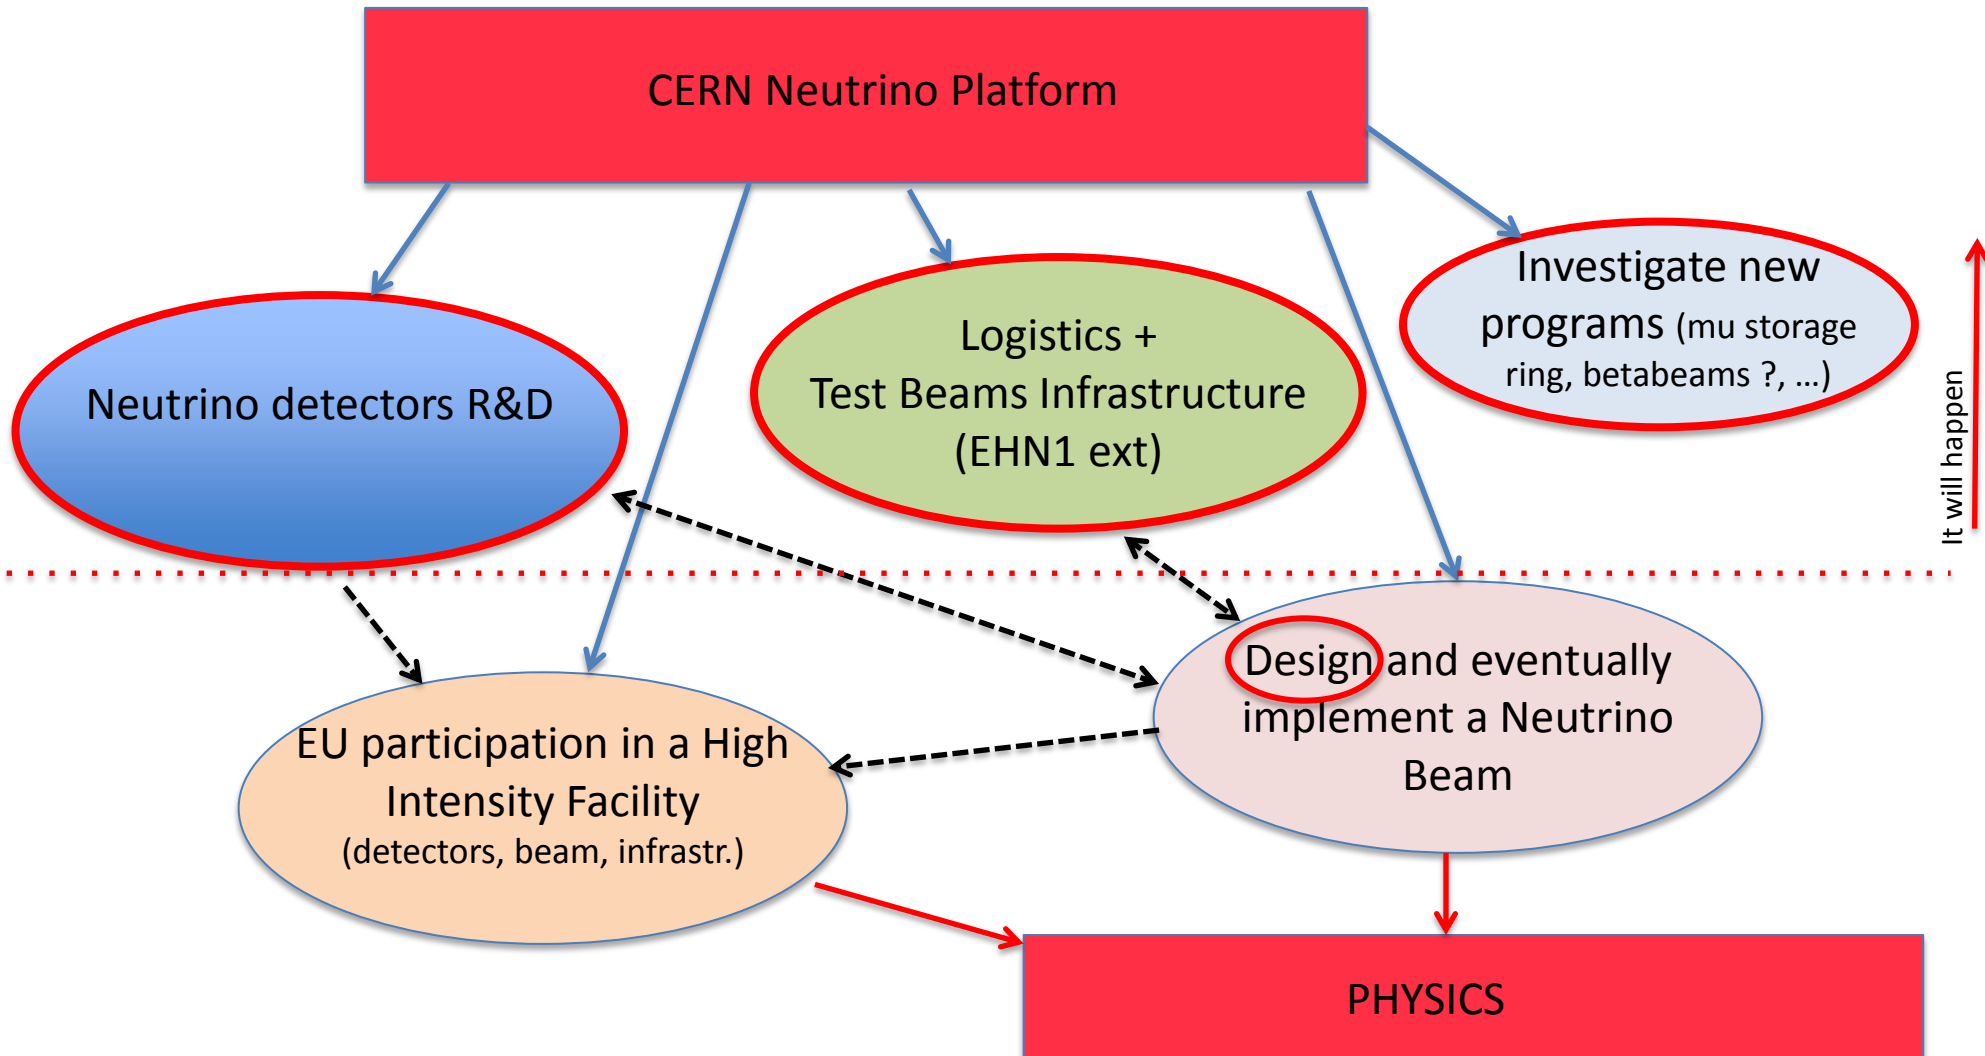 CERN Neutrino Platform
Investigate new
programs (mu storage
ring, betabeams ?, ...)
Logistics +
Test Beams Infrastructure
(EHN1 ext)
Neutrino detectors R&D
It will happen
Design and eventually
implement a Neutrino
Beam
EU participation in a High
Intensity Facility
(detectors, beam, infrastr.)
PHYSICS